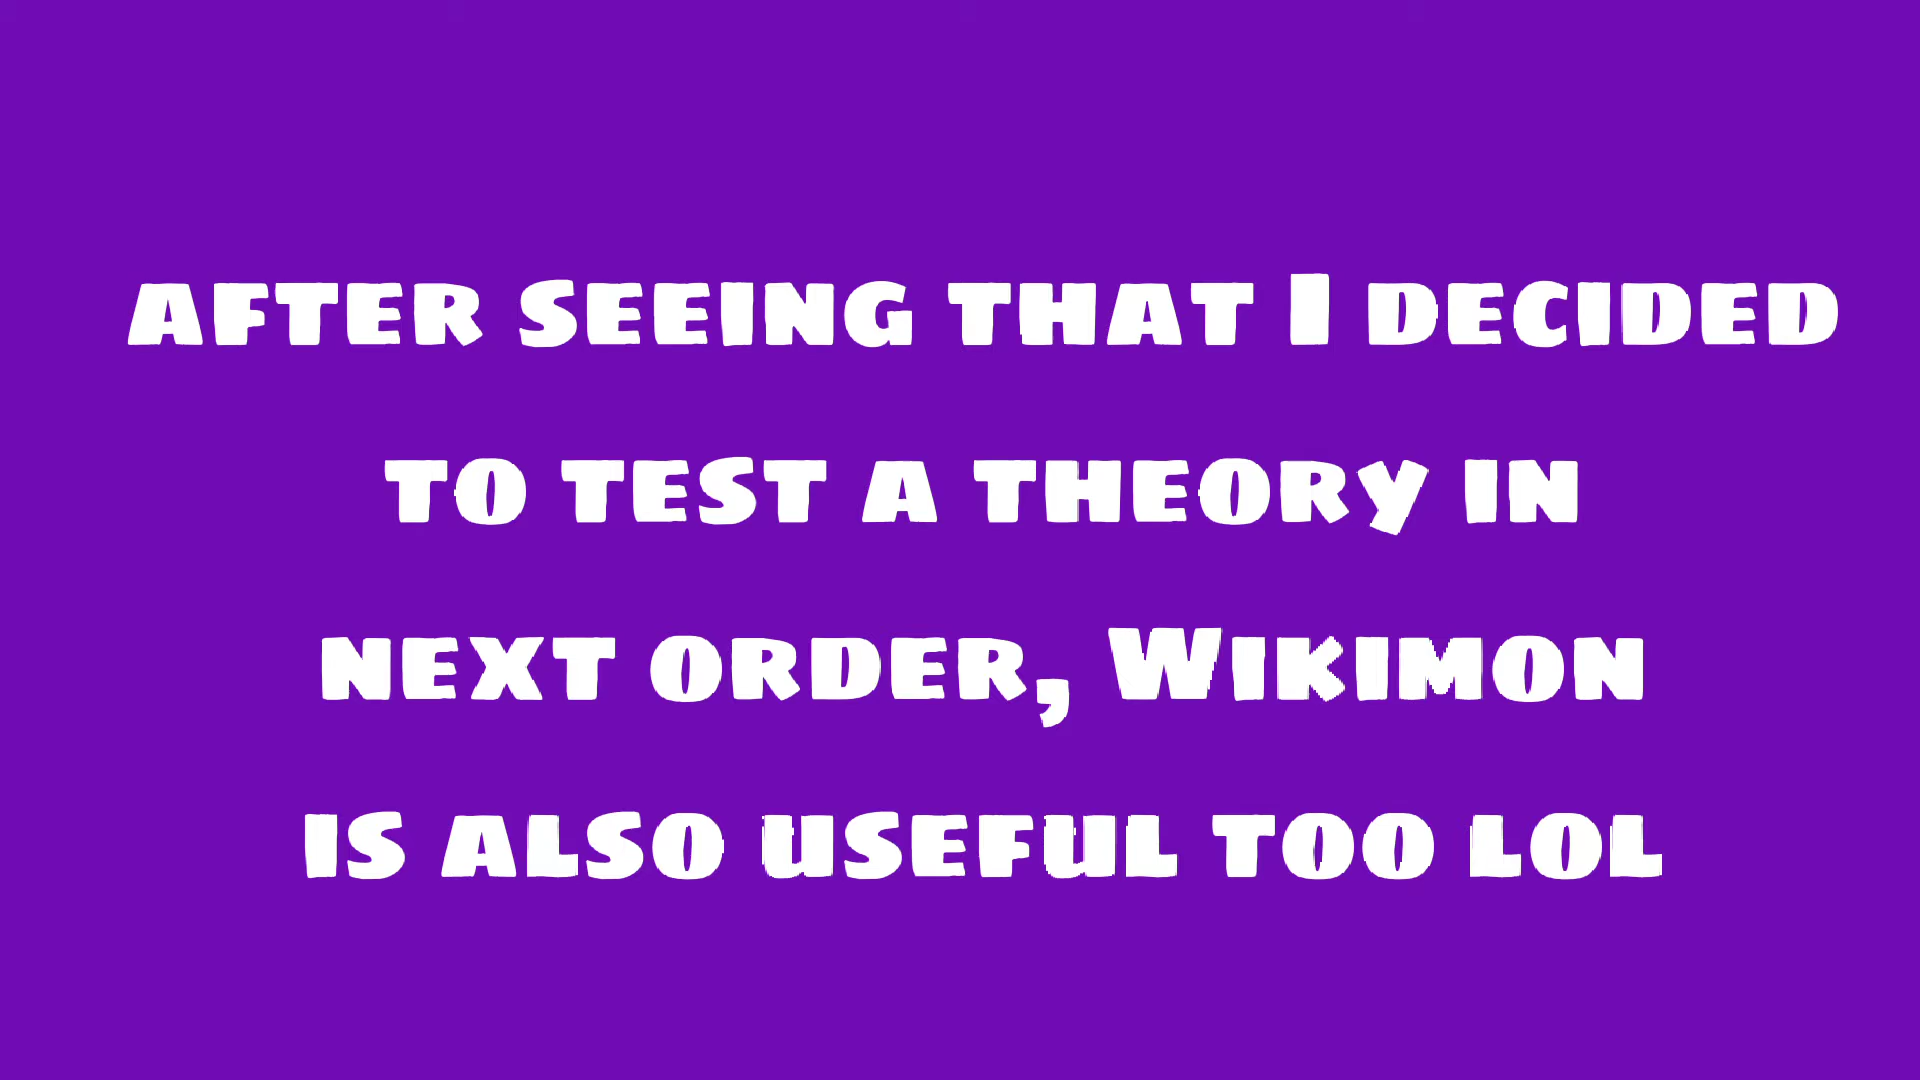 after seeing that I decided
to test a theory in
next order, Wikimon
is also useful too lol